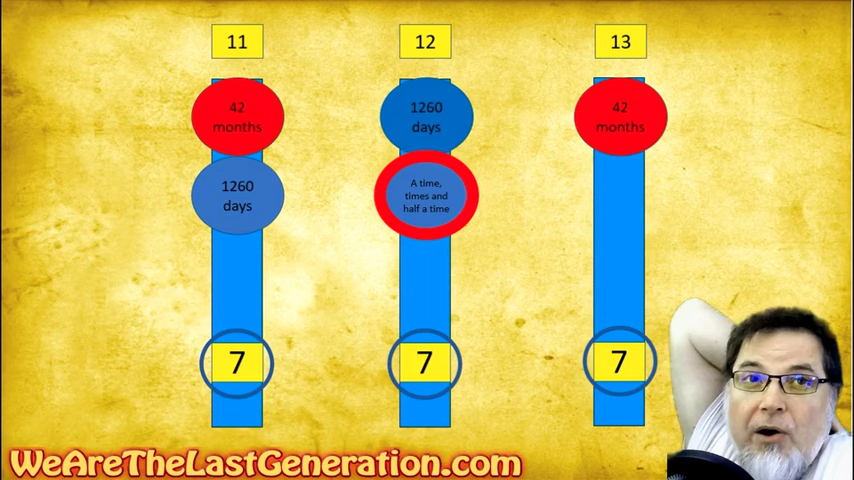 11
12
13
42
months
1260
days
42
months
1260
days
A time,
times and
half a time
7
7
7
WeAreTheLastGeneration.com